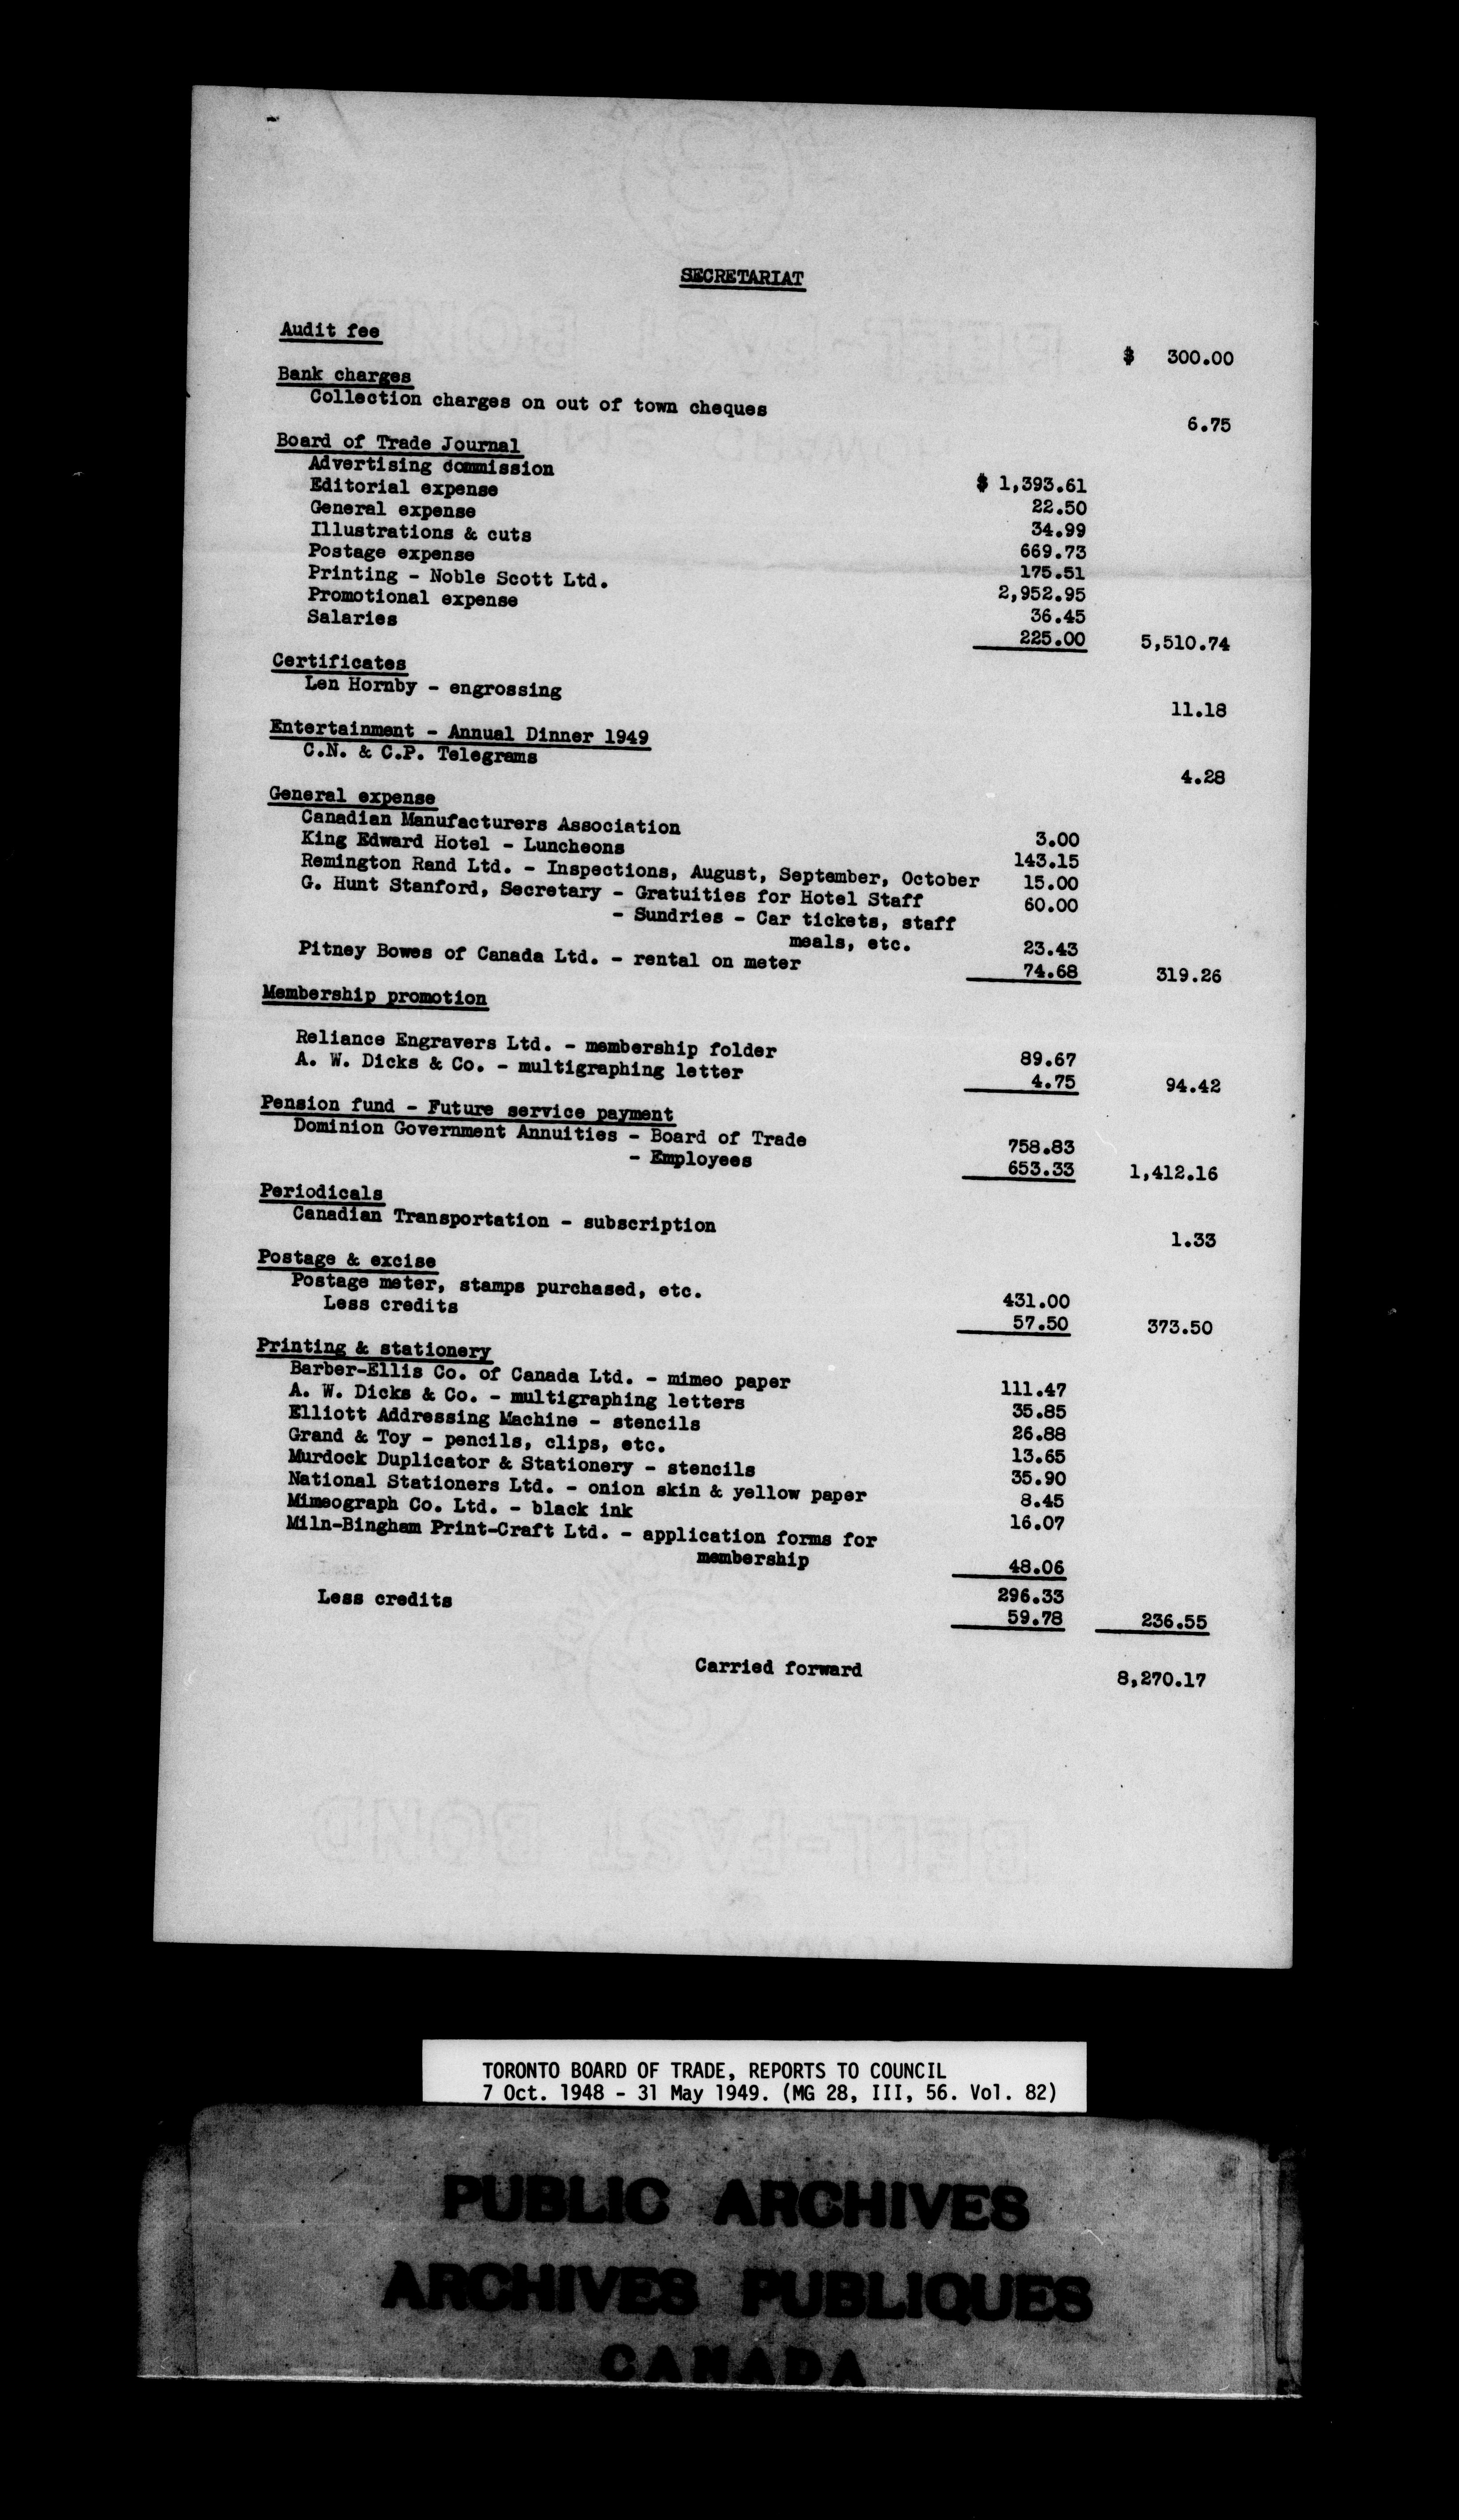 SECRETARIAT
Audit fee $ 300.00
Bank charges
Collection charges on out of town cheques 6.75
Board of Trade Journal
Advertising commission $ 1,393.61
Editorial expense 22.50
General expense 34.99
Illustrations & cuts 669.73
Postage expense 175.51
Printing - Noble Scott Ltd. 2,952.95
Promotional expense 36.45
Salaries 225.00 5,510.74
Certificates
Len Hornby - engrossing 11.18
Entertainment - Annual Dinner 1949
C.N. & C.P. Telegrams 4.28
General expense
Canadian Manufacturers Association 3.00
King Edward Hotel - Luncheons 143.15
Remington Rand Ltd. - Inspections, August, September, October 15.00
G. Hunt Stanford, Secretary - Gratuities for Hotel Staff 60.00
- Sundries - Car tickets, staff
meals, etc. 23.43
Pitney Bowes of Canada Ltd. - rental on meter 74.68 319.26
Membership promotion
Reliance Engravers Ltd. - membership folder 89.67
A. W. Dicks & Co. - multigraphing letter 4.75 94.42
Pension fund - Future service payment
Dominion Government Annuities - Board of Trade 758.83
- Employees 653.33 1,412.16
Periodicals
Canadian Transportation - subscription 1.33
Postage & excise
Postage meter, stamps purchased, etc. 431.00
Less credits 57.50 373.50
Printing & stationery
Barber-Ellis Co. of Canada Ltd. - mimeo paper 111.47
A. W. Dicks & Co. - multigraphing letters 35.85
Elliott Addressing Machine - stencils 26.88
Grand & Toy - pencils, clips, etc. 13.65
Murdock Duplicator & Stationery - stencils 35.90
National Stationers Ltd. - onion skin & yellow paper 8.45
Mimeograph Co. Ltd. - black ink 16.07
Miln-Bingham Print-Craft Ltd. - application forms for
membership 48.06
296.33
Less credits 59.78 236.55
Carried forward 8,270.17
BELL-FAST BOND
TORONTO BOARD OF TRADE, REPORTS TO COUNCIL
7 Oct. 1948 - 31 May 1949. (MG 28, III, 56. Vol. 82)
PUBLIC ARCHIVES
ARCHIVES PUBLIQUES
CANADA